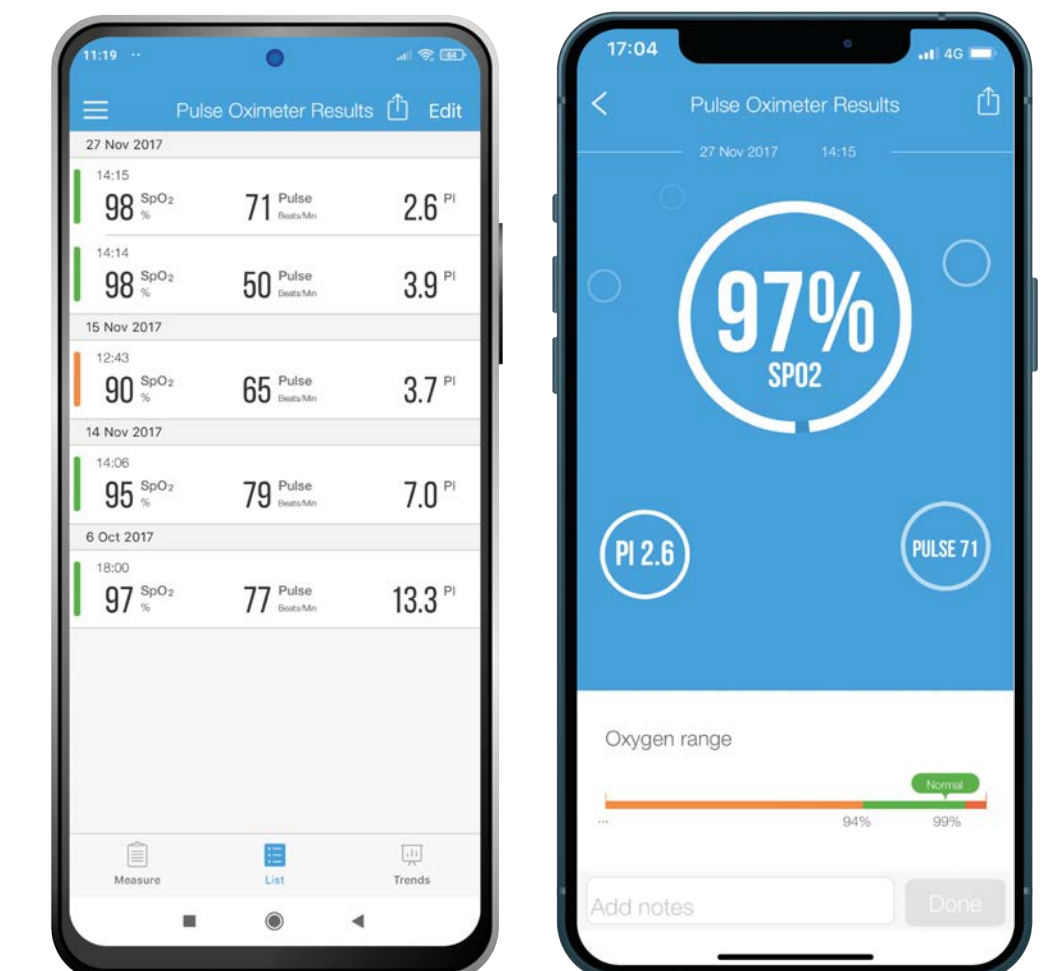 11:19
64
Pulse Oximeter Results Edit
27 Nov 2017
14:15
98 SpO₂ % 71 Pulse Beats/Min 2.6 PI
14:14
98 SpO₂ % 50 Pulse Beats/Min 3.9 PI
15 Nov 2017
12:43
90 SpO₂ % 65 Pulse Beats/Min 3.7 PI
14 Nov 2017
14:06
95 SpO₂ % 79 Pulse Beats/Min 7.0 PI
6 Oct 2017
18:00
97 SpO₂ % 77 Pulse Beats/Min 13.3 PI
Measure List Trends
17:04 4G
Pulse Oximeter Results
27 Nov 2017 14:15
97%
SPO2
PI 2.6 PULSE 71
Oxygen range
Normal
... 94% 99%
Add notes Done